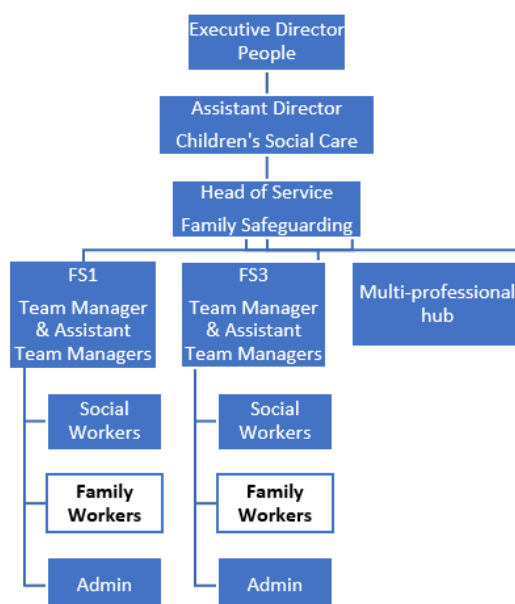 Executive Director
People
Assistant Director
Children's Social Care
Head of Service
Family Safeguarding
FS1
Team Manager
& Assistant
Team Managers
Social
Workers
Family
Workers
Admin
FS3
Team Manager
& Assistant
Team Managers
Social
Workers
Family
Workers
Admin
Multi-professional
hub